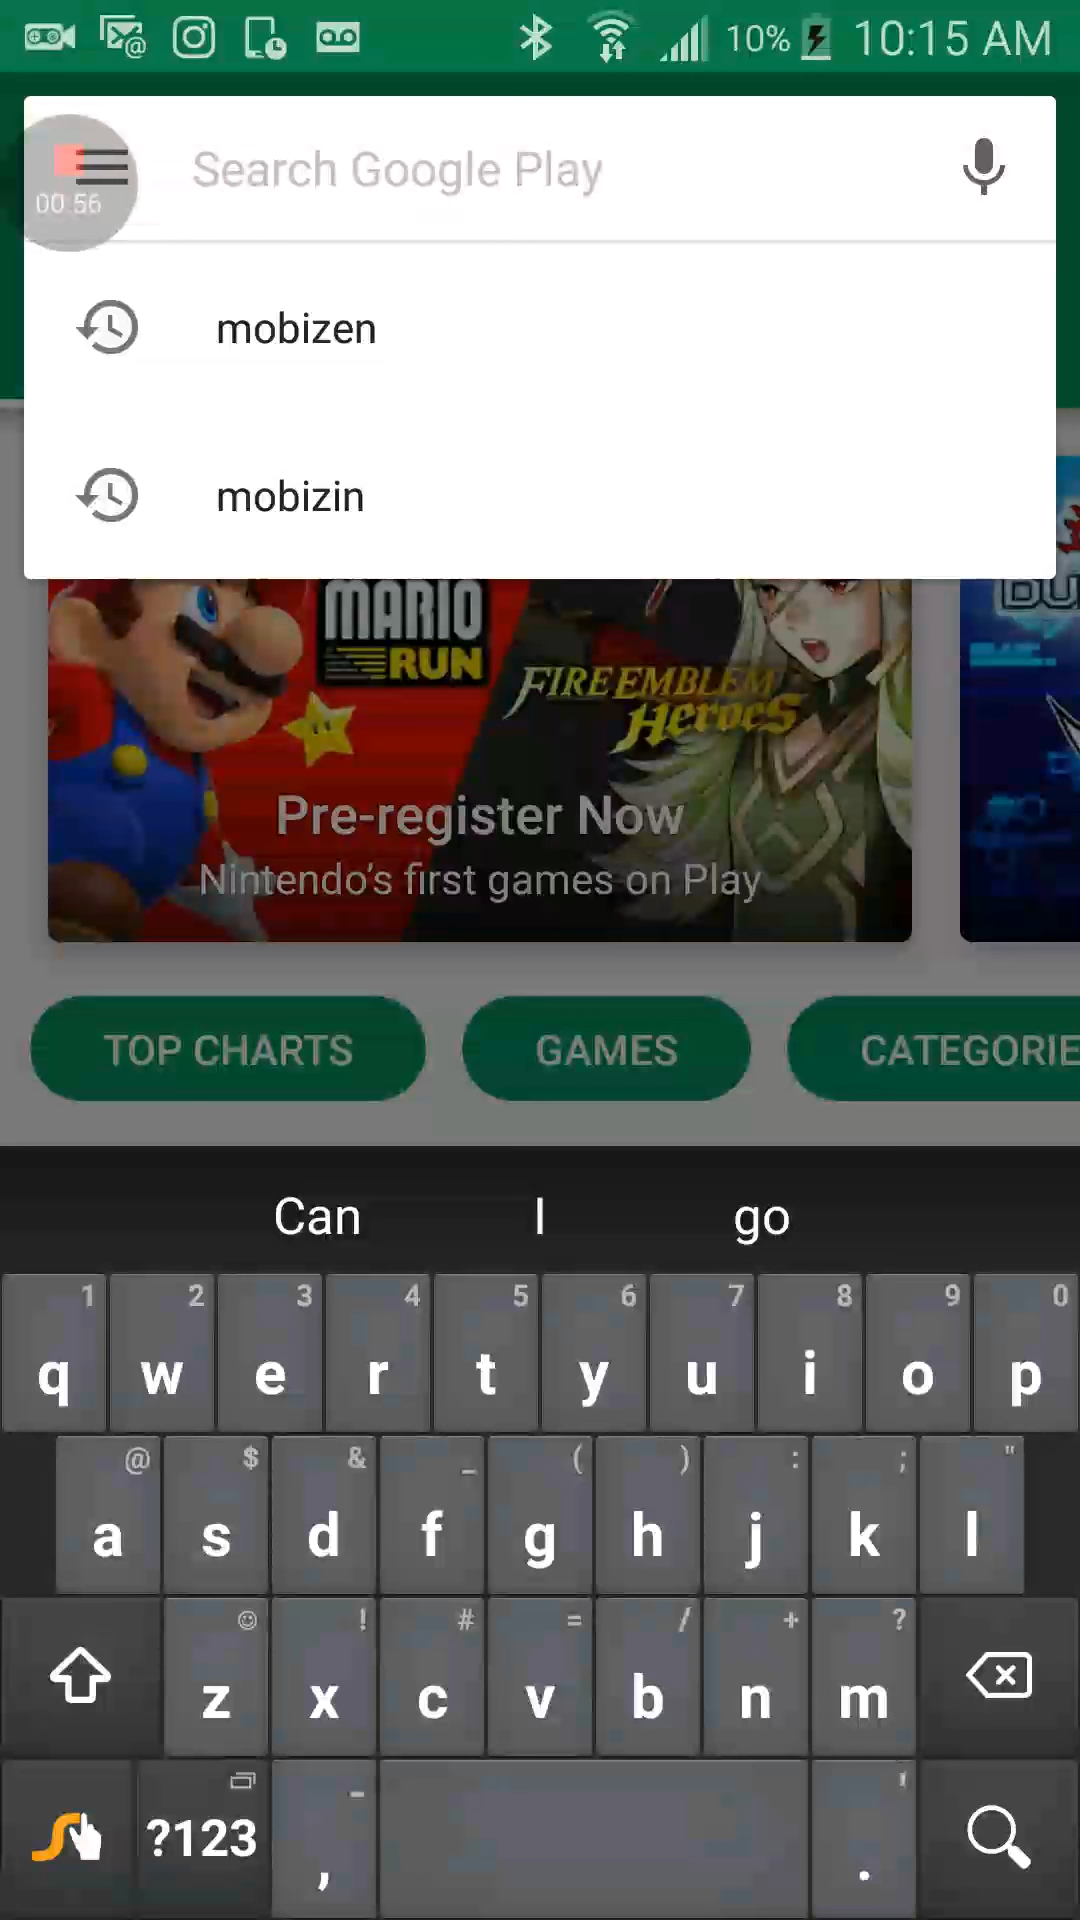 10% 10:15 AM
Search Google Play
00:56
mobizen
mobizin
MARIO
RUN
FIRE EMBLEM
Heroes
Pre-register Now
Nintendo's first games on Play
TOP CHARTS GAMES CATEGORIE
Can I go
1 2 3 4 5 6 7 8 9 0
q w e r t y u i o p
@ $ & _ ( ) : ; "
a s d f g h j k l
! # = / + ?
z x c v b n m
- '
?123 , .